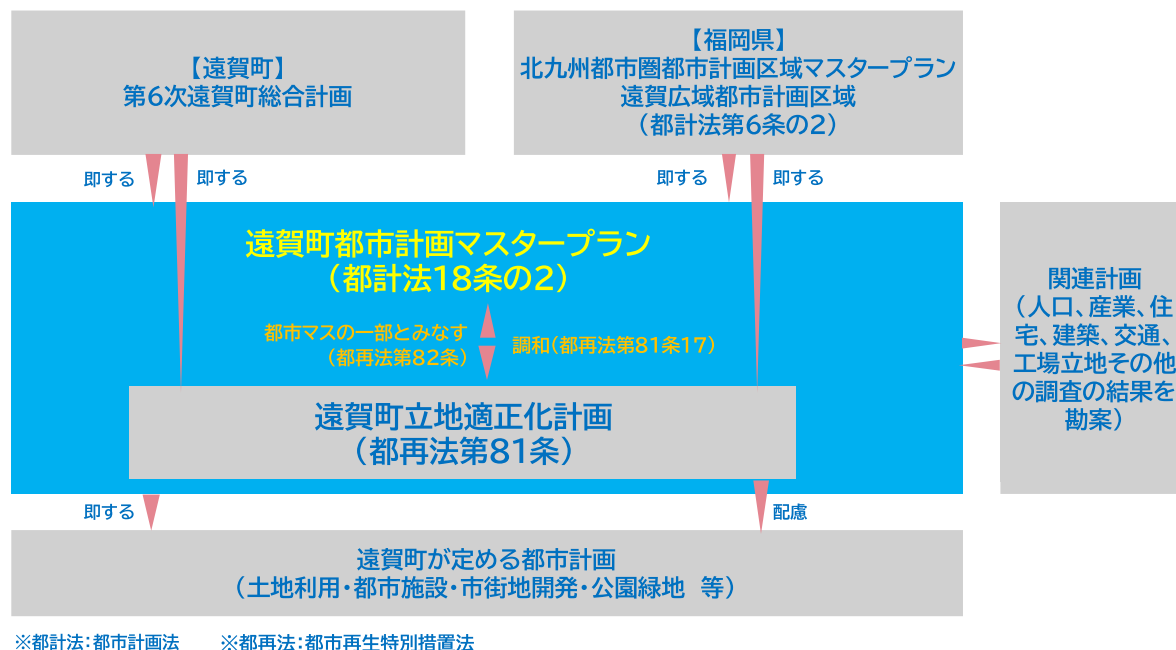 【遠賀町】
第6次遠賀町総合計画
【福岡県】
北九州都市圏都市計画区域マスタープラン
遠賀広域都市計画区域
（都計法第6条の2）
即する
即する
即する
即する
遠賀町都市計画マスタープラン
（都計法18条の2）
都市マスの一部とみなす
（都再法第82条）
調和（都再法第81条17）
遠賀町立地適正化計画
（都再法第81条）
関連計画
（人口、産業、住
宅、建築、交通、
工場立地その他
の調査の結果を
勘案）
即する
配慮
遠賀町が定める都市計画
（土地利用・都市施設・市街地開発・公園緑地　等）
※都計法：都市計画法　　※都再法：都市再生特別措置法